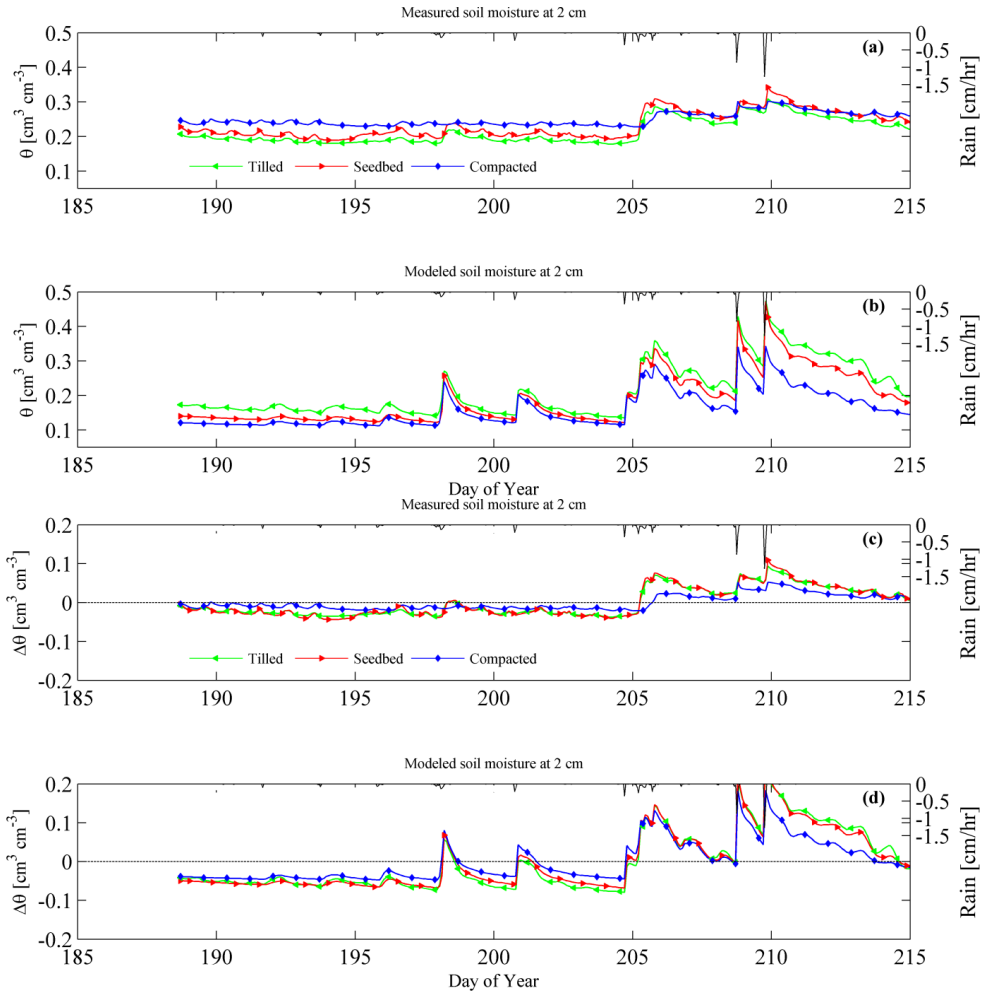 Measured soil moisture at 2 cm
0.5
0.4
0.3
0.2
0.1
θ [cm³ cm⁻³]
(a)
0
-0.5
-1
-1.5
Rain [cm/hr]
Tilled Seedbed Compacted
185 190 195 200 205 210 215
Modeled soil moisture at 2 cm
0.5
0.4
0.3
0.2
0.1
θ [cm³ cm⁻³]
(b)
0
-0.5
-1
-1.5
Rain [cm/hr]
185 190 195 200 205 210 215
Day of Year
Measured soil moisture at 2 cm
0.2
0.1
0
-0.1
-0.2
Δθ [cm³ cm⁻³]
(c)
0
-0.5
-1
-1.5
Rain [cm/hr]
Tilled Seedbed Compacted
185 190 195 200 205 210 215
Modeled soil moisture at 2 cm
0.2
0.1
0
-0.1
-0.2
Δθ [cm³ cm⁻³]
(d)
0
-0.5
-1
-1.5
Rain [cm/hr]
185 190 195 200 205 210 215
Day of Year